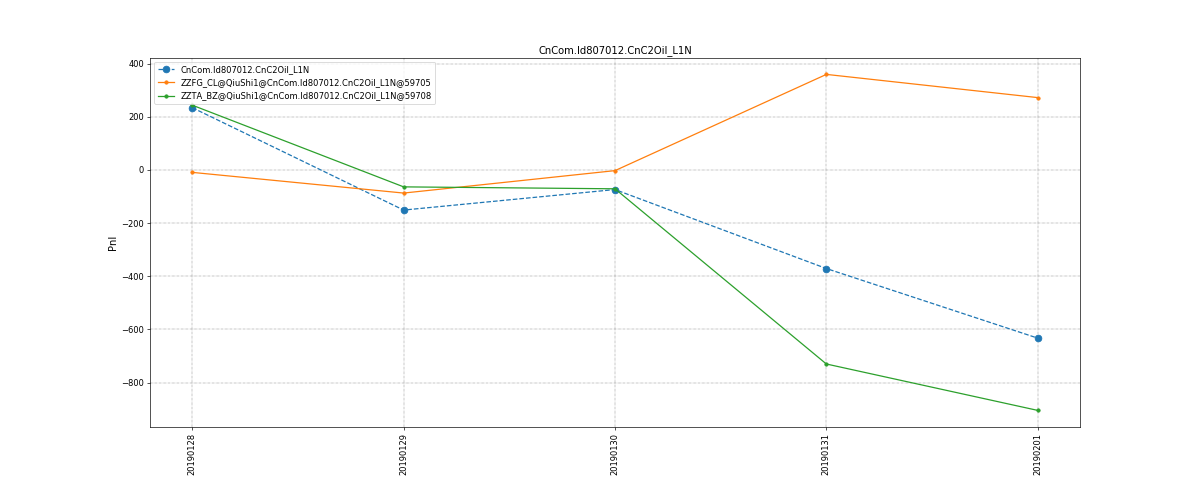 CnCom.Id807012.CnC2Oil_L1N
CnCom.Id807012.CnC2Oil_L1N
ZZFG_CL@QiuShi1@CnCom.Id807012.CnC2Oil_L1N@59705
ZZTA_BZ@QiuShi1@CnCom.Id807012.CnC2Oil_L1N@59708
400
200
0
−200
−400
−600
−800
Pnl
20190128
20190129
20190130
20190131
20190201